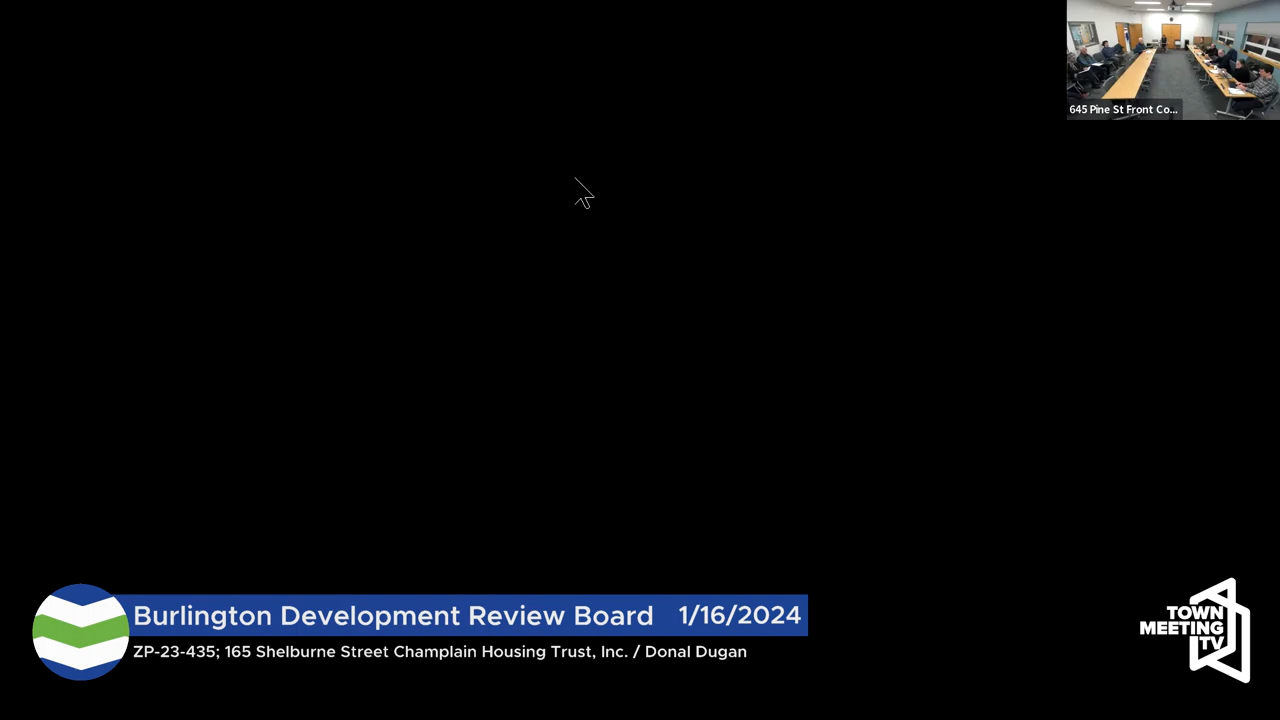 645 Pine St Front Co...
Burlington Development Review Board 1/16/2024
ZP-23-435; 165 Shelburne Street Champlain Housing Trust, Inc. / Donal Dugan
TOWN
MEETING
TV